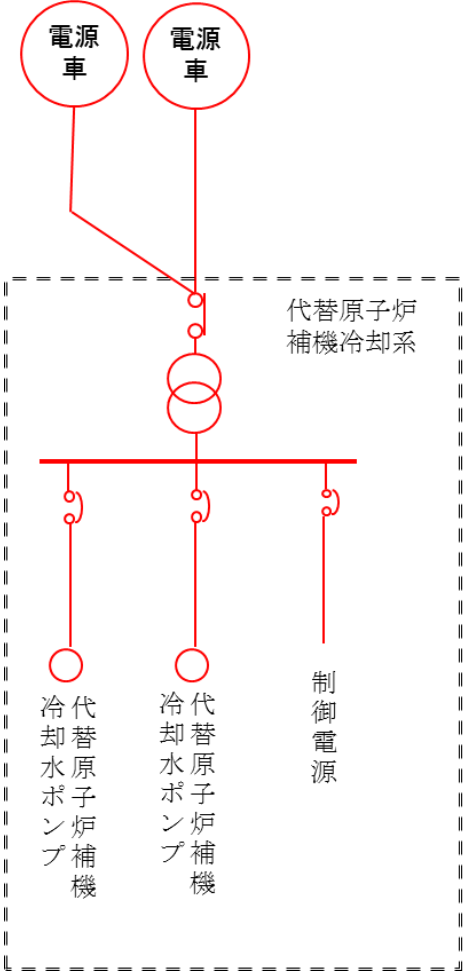 電源
車
電源
車
代替原子炉
補機冷却系
代替原子炉補機
冷却水ポンプ
代替原子炉補機
冷却水ポンプ
制御電源